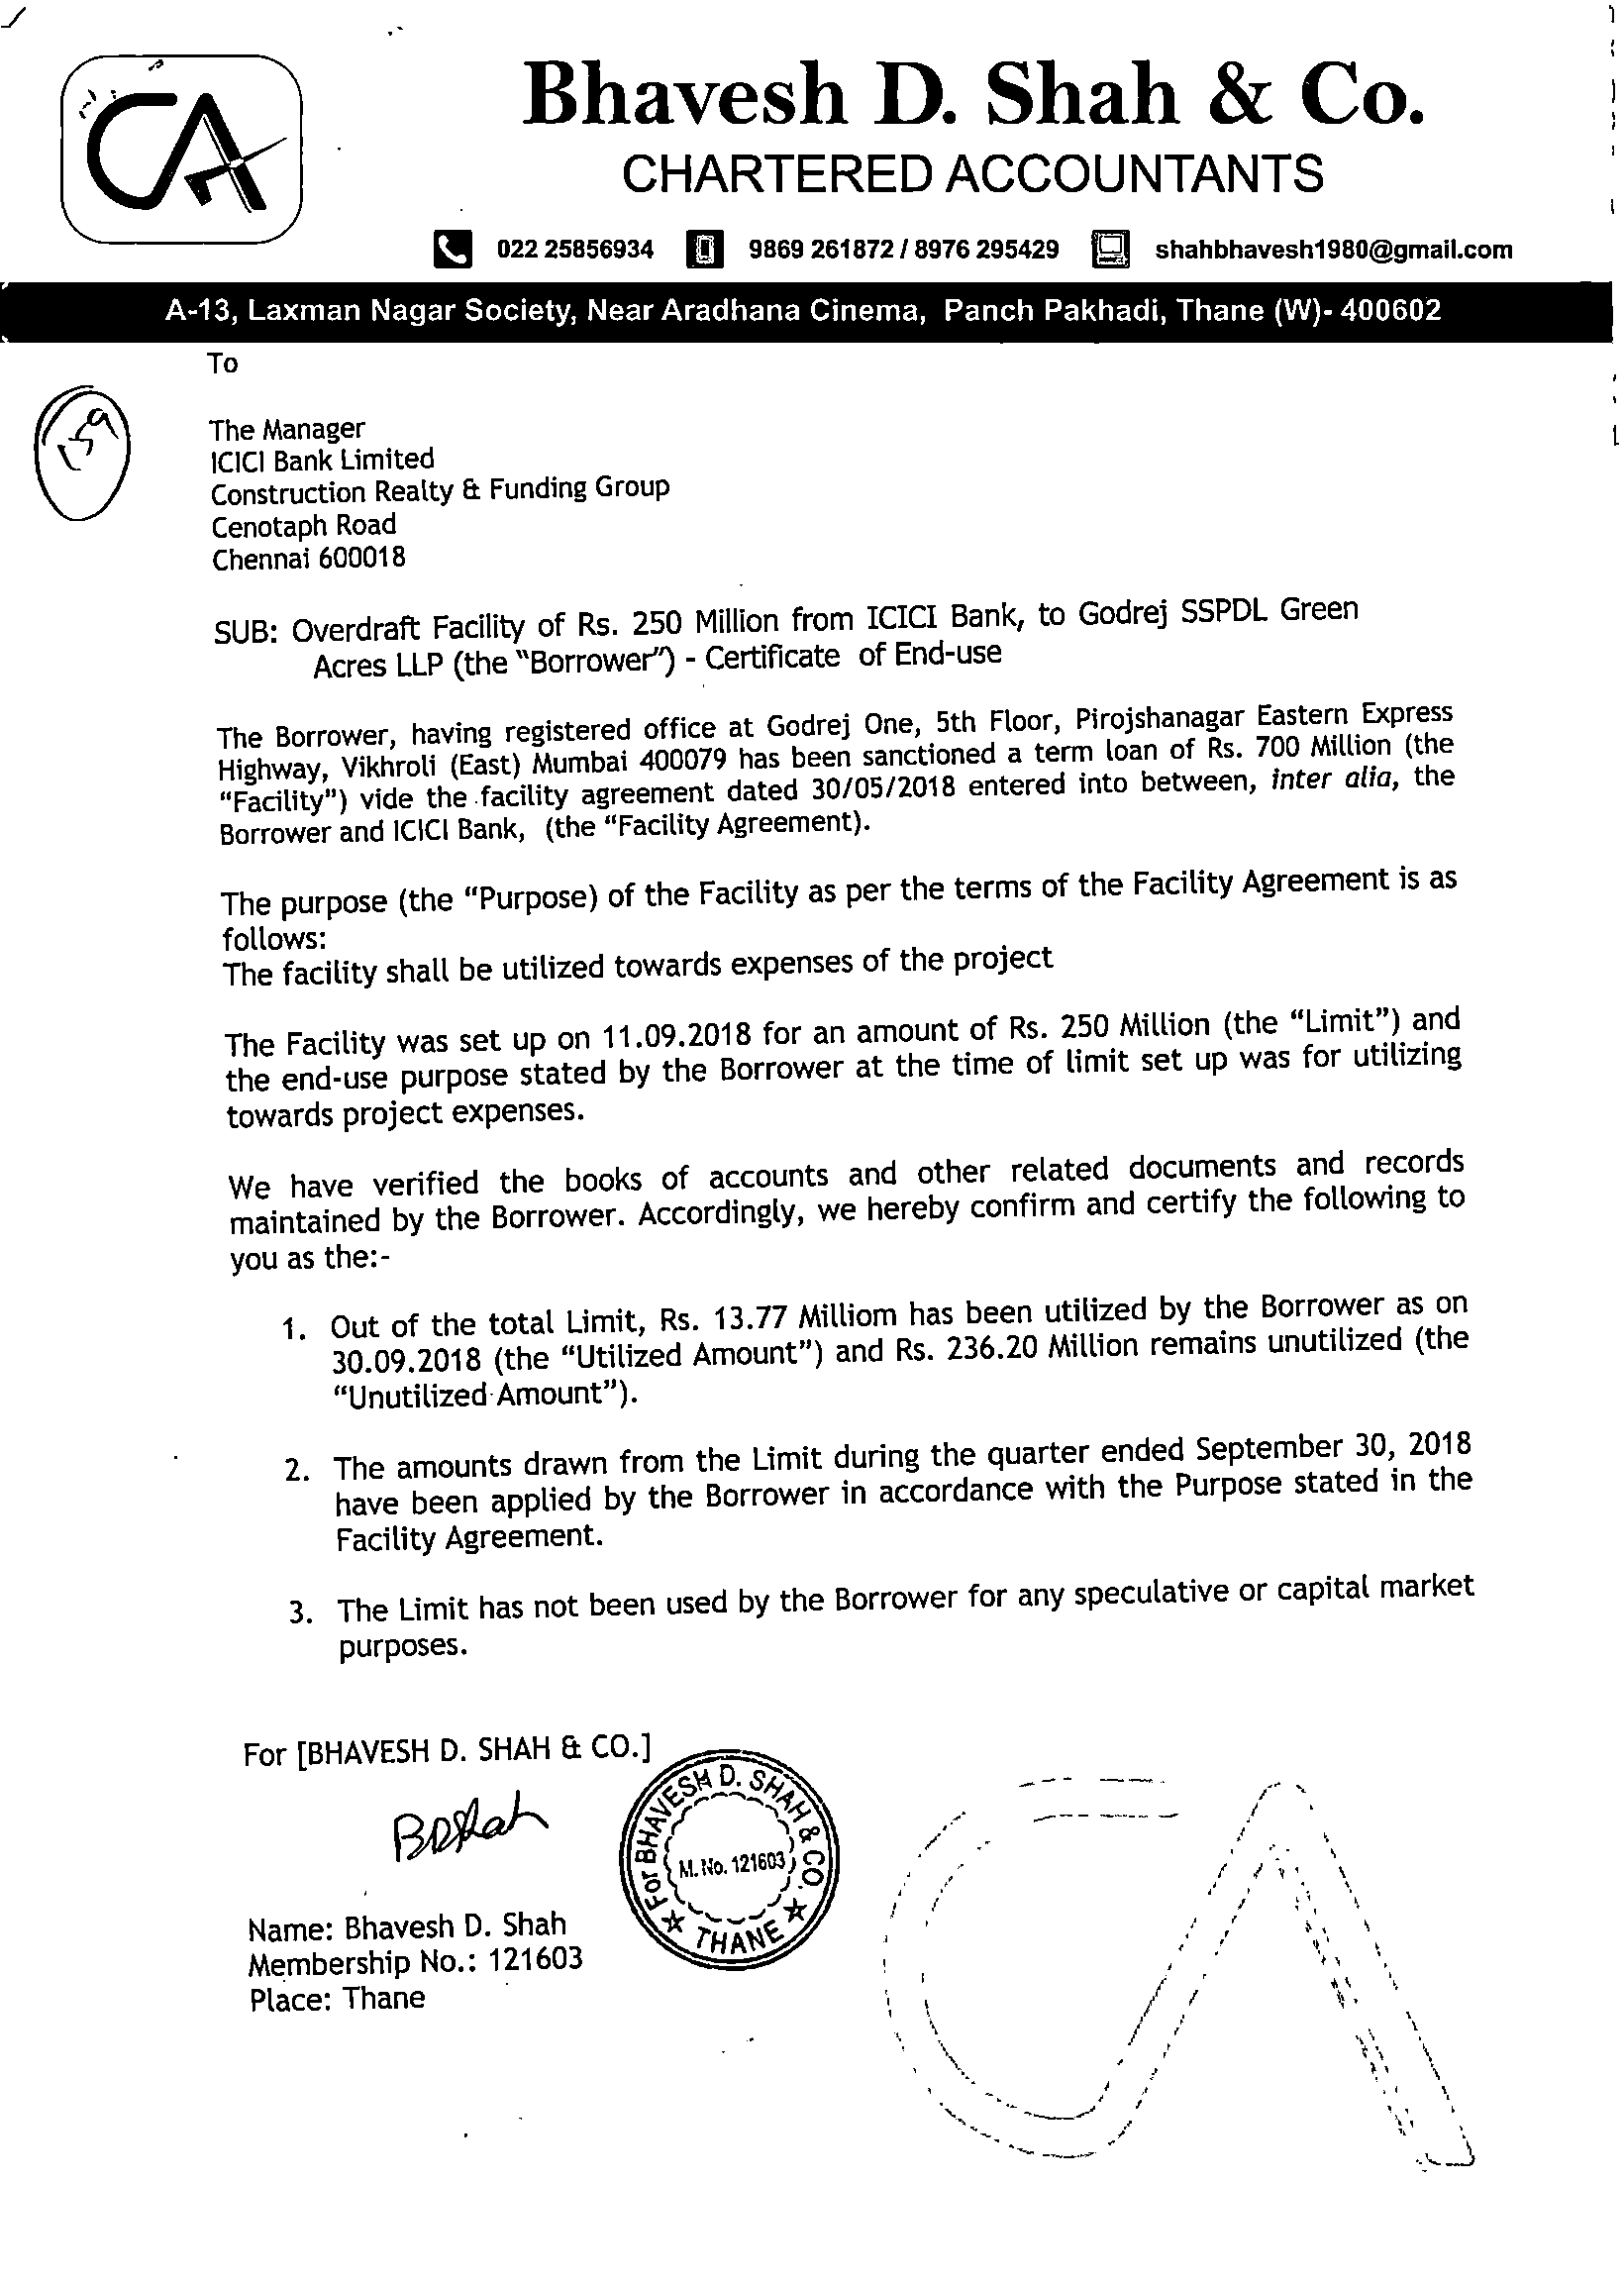 CA
Bhavesh D. Shah & Co.
CHARTERED ACCOUNTANTS
022 25856934 9869 261872 / 8976 295429 shahbhavesh1980@gmail.com
A-13, Laxman Nagar Society, Near Aradhana Cinema, Panch Pakhadi, Thane (W)- 400602
To
The Manager
ICICI Bank Limited
Construction Realty & Funding Group
Cenotaph Road
Chennai 600018
SUB: Overdraft Facility of Rs. 250 Million from ICICI Bank, to Godrej SSPDL Green
Acres LLP (the "Borrower") - Certificate of End-use
The Borrower, having registered office at Godrej One, 5th Floor, Pirojshanagar Eastern Express
Highway, Vikhroli (East) Mumbai 400079 has been sanctioned a term loan of Rs. 700 Million (the
"Facility") vide the facility agreement dated 30/05/2018 entered into between, inter alia, the
Borrower and ICICI Bank, (the "Facility Agreement).
The purpose (the "Purpose) of the Facility as per the terms of the Facility Agreement is as
follows:
The facility shall be utilized towards expenses of the project
The Facility was set up on 11.09.2018 for an amount of Rs. 250 Million (the "Limit") and
the end-use purpose stated by the Borrower at the time of limit set up was for utilizing
towards project expenses.
We have verified the books of accounts and other related documents and records
maintained by the Borrower. Accordingly, we hereby confirm and certify the following to
you as the:-
1. Out of the total Limit, Rs. 13.77 Milliom has been utilized by the Borrower as on
30.09.2018 (the "Utilized Amount") and Rs. 236.20 Million remains unutilized (the
"Unutilized Amount").
2. The amounts drawn from the Limit during the quarter ended September 30, 2018
have been applied by the Borrower in accordance with the Purpose stated in the
Facility Agreement.
3. The Limit has not been used by the Borrower for any speculative or capital market
purposes.
For [BHAVESH D. SHAH & CO.]
BDShah
For BHAVESH D. SHAH & CO.
M. No. 121603
THANE
Name: Bhavesh D. Shah
Membership No.: 121603
Place: Thane
CA